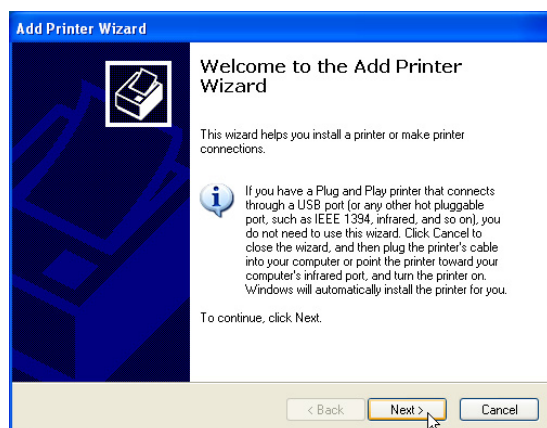 Add Printer Wizard
Welcome to the Add Printer
Wizard
This wizard helps you install a printer or make printer
connections.
If you have a Plug and Play printer that connects
through a USB port (or any other hot pluggable
port, such as IEEE 1394, infrared, and so on), you
do not need to use this wizard. Click Cancel to
close the wizard, and then plug the printer's cable
into your computer or point the printer toward your
computer's infrared port, and turn the printer on.
Windows will automatically install the printer for you.
To continue, click Next.
< Back Next > Cancel